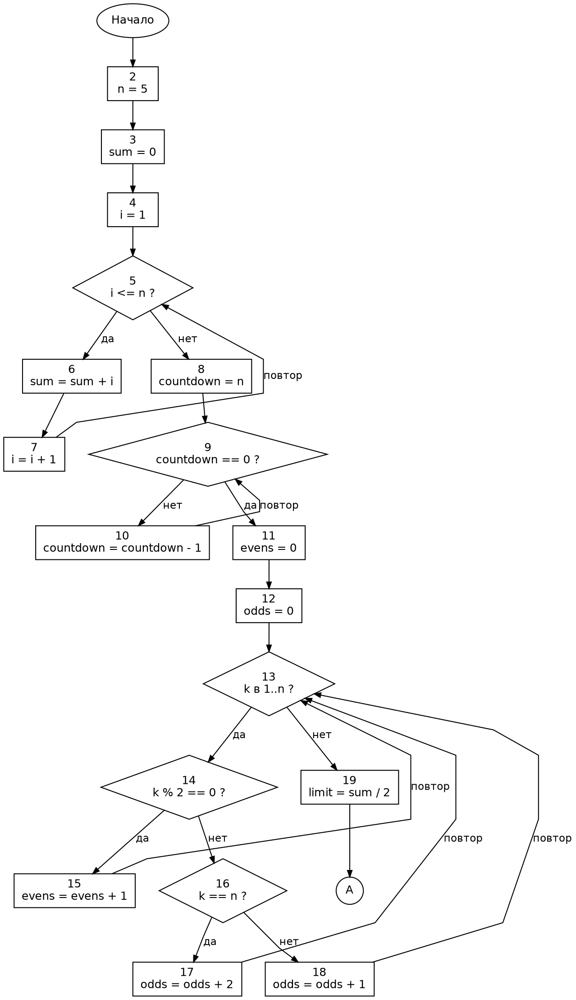 Начало
2
n = 5
3
sum = 0
4
i = 1
5
i <= n ?
да
нет
6
sum = sum + i
8
countdown = n
повтор
7
i = i + 1
9
countdown == 0 ?
нет
да
повтор
10
countdown = countdown - 1
11
evens = 0
12
odds = 0
13
k в 1..n ?
да
нет
14
k % 2 == 0 ?
19
limit = sum / 2
повтор
да
нет
повтор
повтор
15
evens = evens + 1
16
k == n ?
A
да
нет
17
odds = odds + 2
18
odds = odds + 1